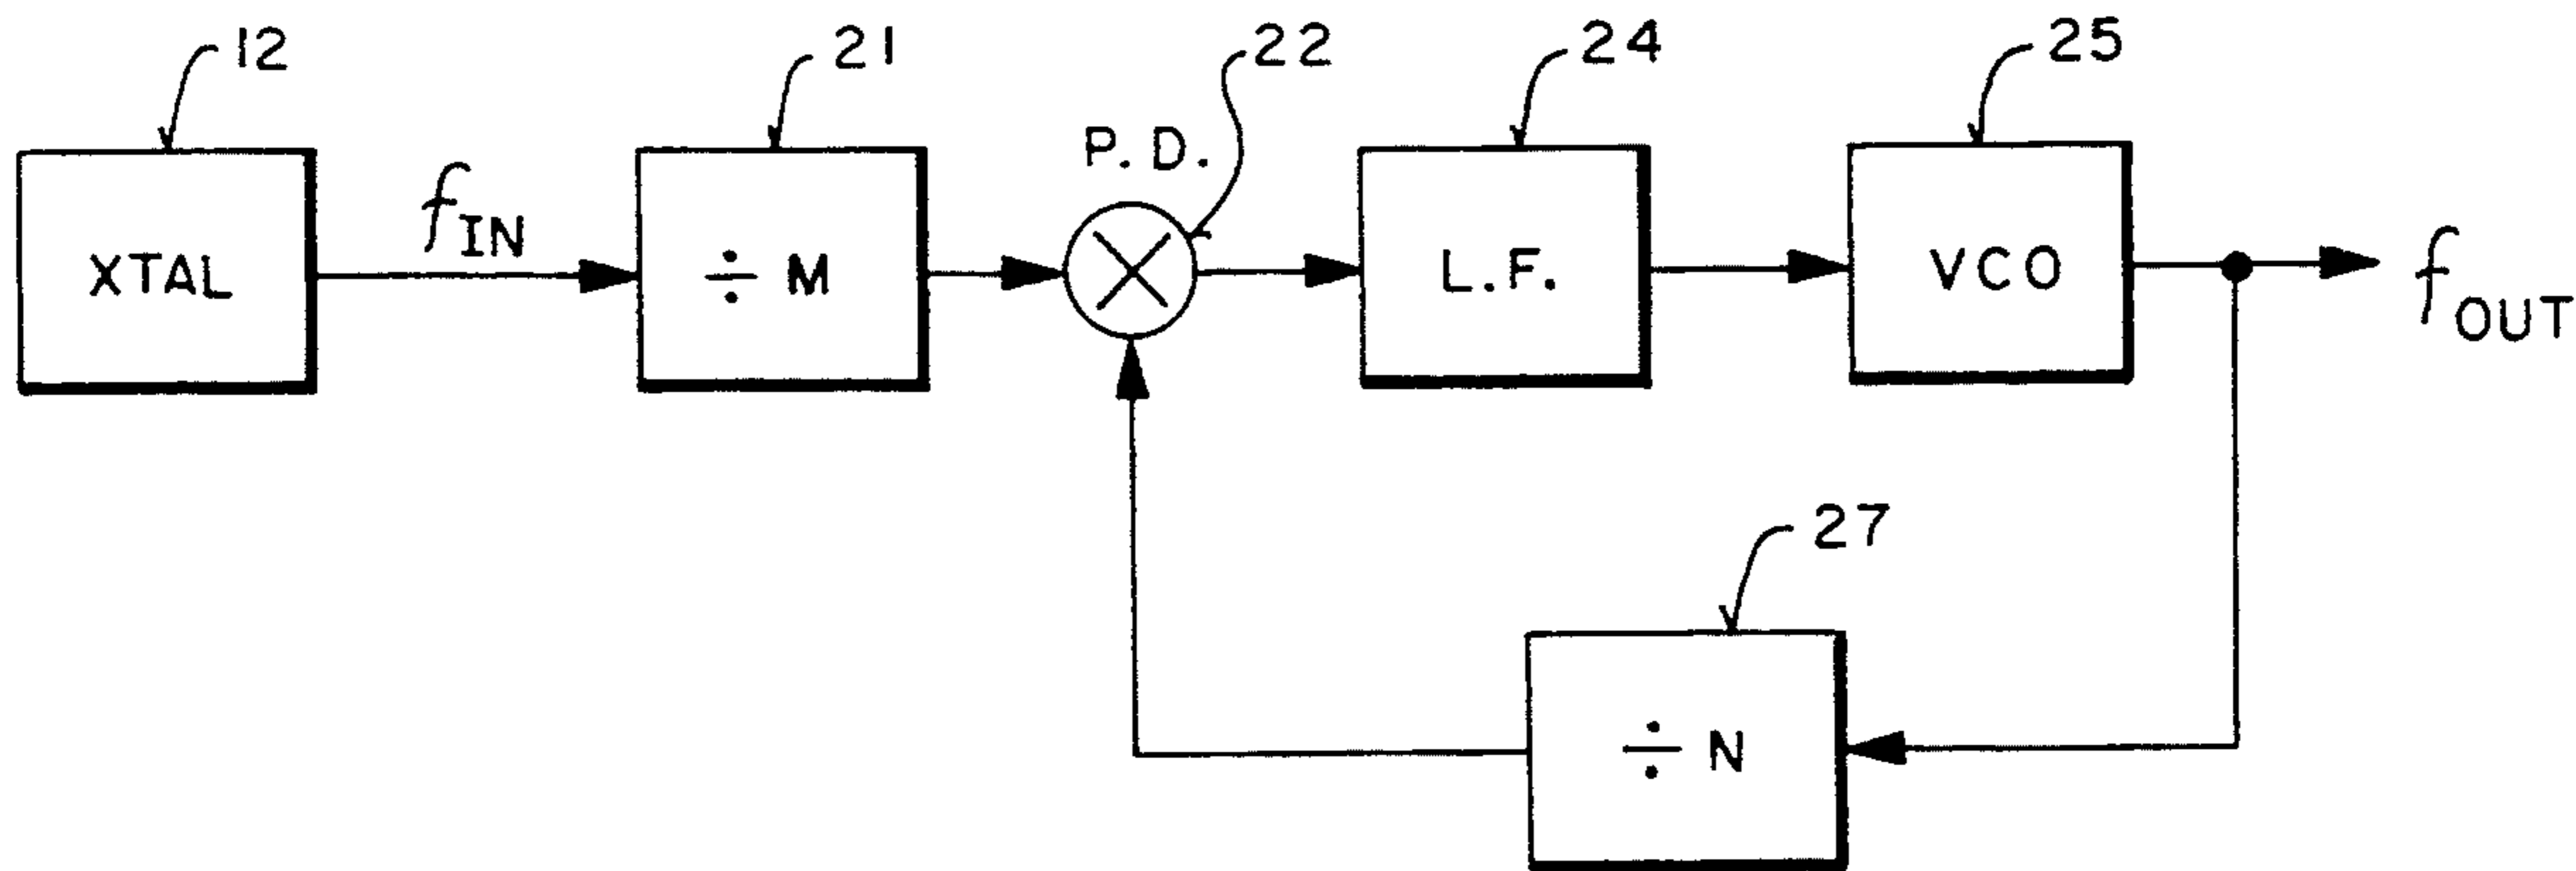 12
21
22
24
25
P.D.
XTAL
f_IN
÷ M
L.F.
VCO
f_OUT
27
÷ N